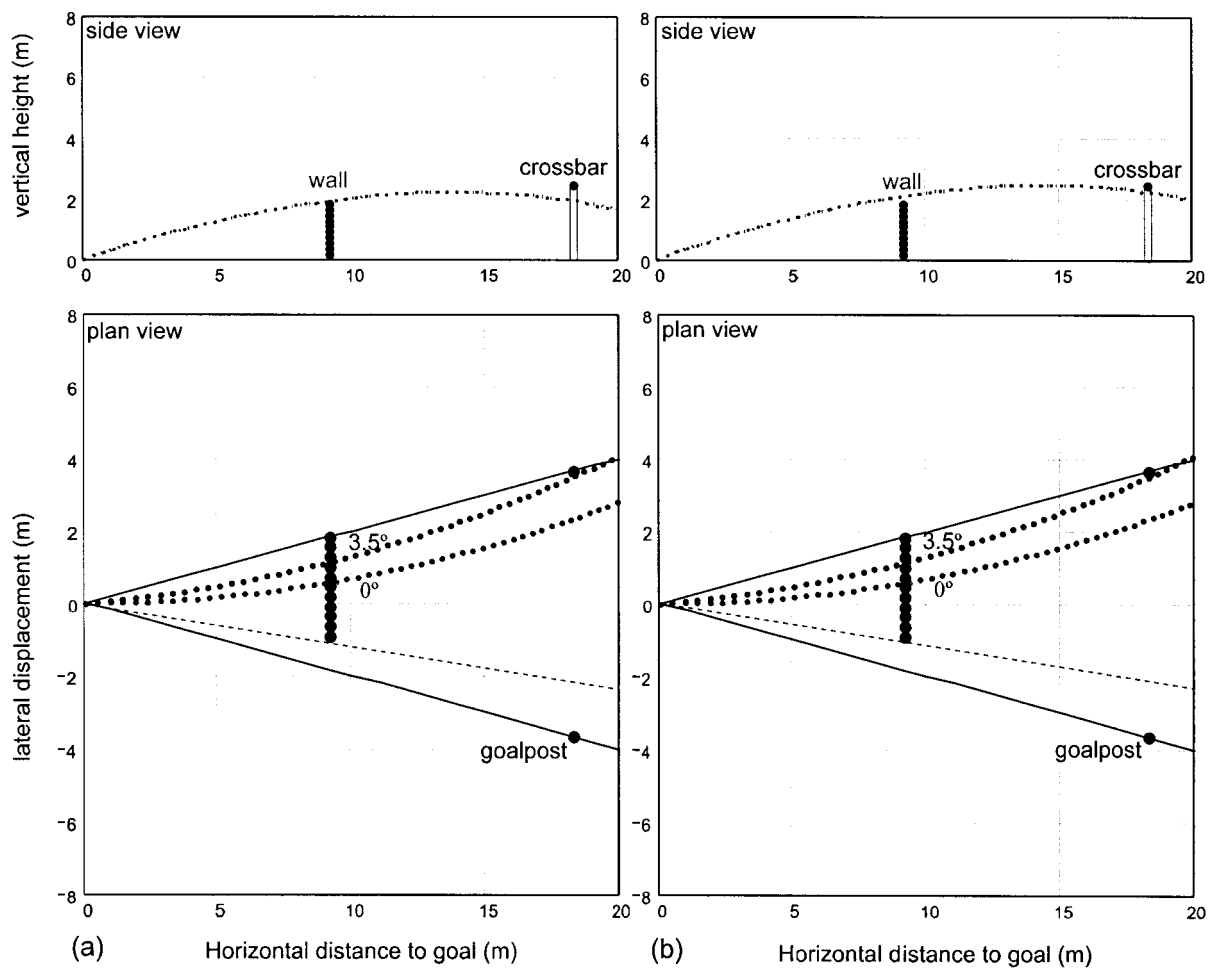 vertical height (m)
8
6
4
2
0
side view
wall
crossbar
0 5 10 15 20
8
6
4
2
0
side view
wall
crossbar
0 5 10 15 20
lateral displacement (m)
8
6
4
2
0
−2
−4
−6
−8
plan view
3.5º
0º
goalpost
0 5 10 15 20
(a) Horizontal distance to goal (m)
8
6
4
2
0
−2
−4
−6
−8
plan view
3.5º
0º
goalpost
0 5 10 15 20
(b) Horizontal distance to goal (m)